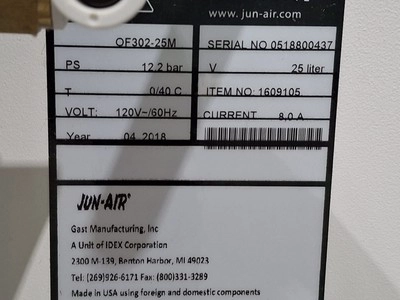 www.jun-air.com
OF302-25M SERIAL NO 0518800437
PS 12,2 bar V 25 liter
T 0/40 C ITEM NO: 1609105
VOLT: 120V~/60Hz CURRENT 8,0 A
Year 04 2018
JUN-AIR®
Gast Manufacturing, Inc
A Unit of IDEX Corporation
2300 M-139, Benton Harbor, MI 49023
Tel: (269)926-6171 Fax: (800)331-3289
Made in USA using foreign and domestic components